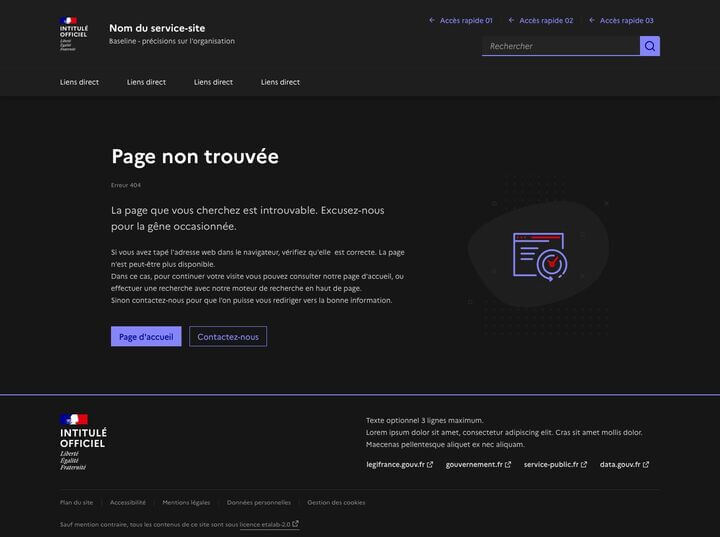 INTITULÉ
OFFICIEL
Liberté
Égalité
Fraternité
Nom du service-site
Baseline - précisions sur l'organisation
Accès rapide 01
Accès rapide 02
Accès rapide 03
Rechercher
Liens direct
Liens direct
Liens direct
Liens direct
Page non trouvée
Erreur 404
La page que vous cherchez est introuvable. Excusez-nous
pour la gêne occasionnée.
Si vous avez tapé l'adresse web dans le navigateur, vérifiez qu'elle est correcte. La page
n'est peut-être plus disponible.
Dans ce cas, pour continuer votre visite vous pouvez consulter notre page d'accueil, ou
effectuer une recherche avec notre moteur de recherche en haut de page.
Sinon contactez-nous pour que l'on puisse vous rediriger vers la bonne information.
Page d'accueil
Contactez-nous
INTITULÉ
OFFICIEL
Liberté
Égalité
Fraternité
Texte optionnel 3 lignes maximum.
Lorem ipsum dolor sit amet, consectetur adipiscing elit. Cras sit amet mollis dolor.
Maecenas pellentesque aliquet ex nec aliquam.
legifrance.gouv.fr
gouvernement.fr
service-public.fr
data.gouv.fr
Plan du site
Accessibilité
Mentions légales
Données personnelles
Gestion des cookies
Sauf mention contraire, tous les contenus de ce site sont sous licence etalab-2.0